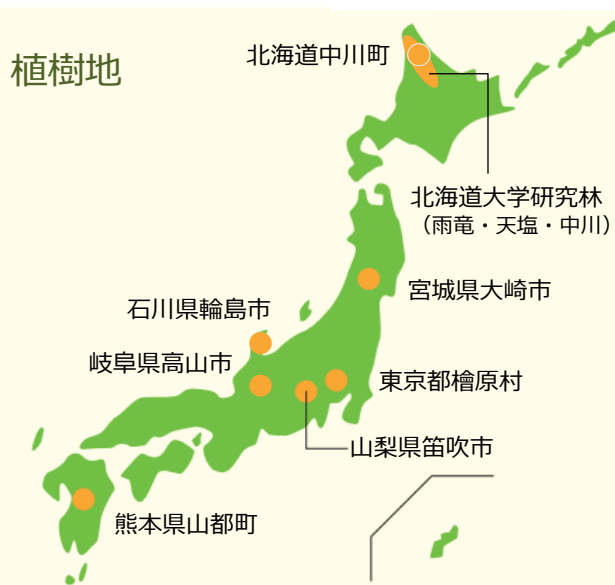 植樹地
北海道中川町
北海道大学研究林
（雨竜・天塩・中川）
宮城県大崎市
石川県輪島市
岐阜県高山市
東京都檜原村
山梨県笛吹市
熊本県山都町